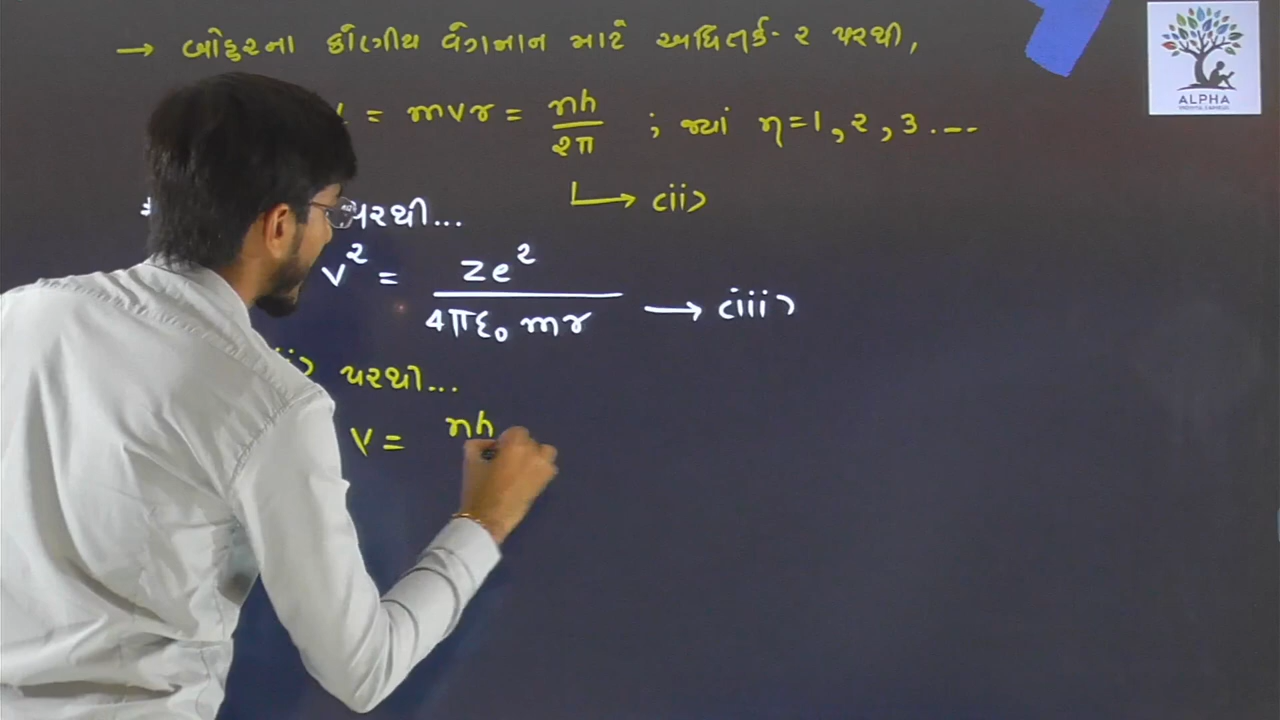 → બોહરના કોણીય વેગમાન માટે અધિતર્ક-૨ પરથી,
= mvr = nh/2π ; જ્યાં n=1,2,3....
→ (ii)
પરથી...
v² = Ze²/4πε₀mr → (iii)
પરથી...
v = nh
ALPHA